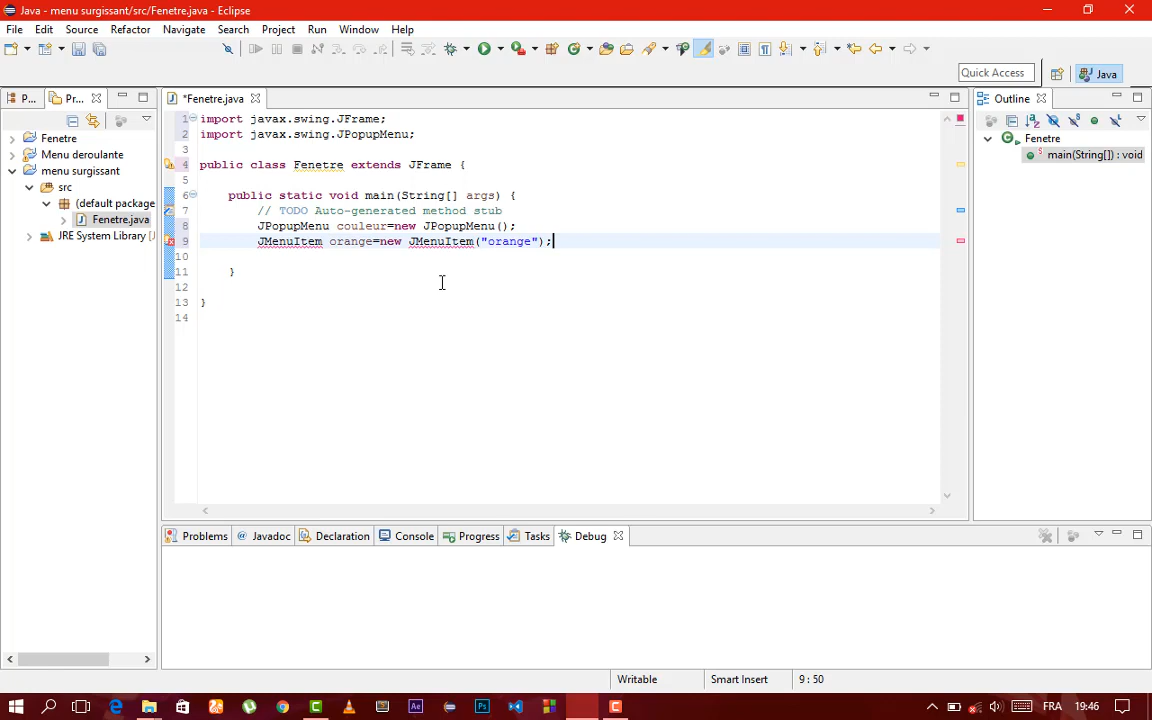 Java - menu surgissant/src/Fenetre.java - Eclipse
File Edit Source Refactor Navigate Search Project Run Window Help
Quick Access
Java
P...
Pr...
*Fenetre.java
Outline
Fenetre
Menu deroulante
menu surgissant
src
(default package
Fenetre.java
JRE System Library
1 import javax.swing.JFrame;
2 import javax.swing.JPopupMenu;
3
4 public class Fenetre extends JFrame {
5
6 public static void main(String[] args) {
7 // TODO Auto-generated method stub
8 JPopupMenu couleur=new JPopupMenu();
9 JMenuItem orange=new JMenuItem("orange");
10
11 }
12
13 }
14
Fenetre
main(String[]) : void
Problems @ Javadoc Declaration Console Progress Tasks Debug
Writable
Smart Insert
9 : 50
FRA
19:46